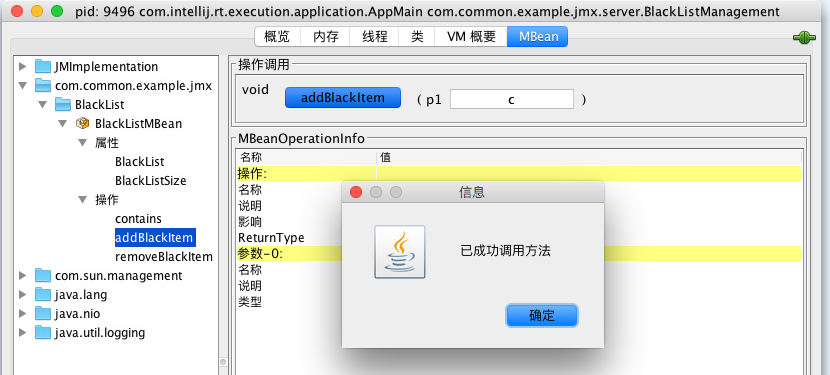 pid: 9496 com.intellij.rt.execution.application.AppMain com.common.example.jmx.server.BlackListManagement
概览 内存 线程 类 VM 概要 MBean
JMImplementation
com.common.example.jmx
BlackList
BlackListMBean
属性
BlackList
BlackListSize
操作
contains
addBlackItem
removeBlackItem
com.sun.management
java.lang
java.nio
java.util.logging
操作调用
void addBlackItem ( p1 c )
MBeanOperationInfo
名称 值
操作:
名称
说明
影响
ReturnType
参数-0:
名称
说明
类型
信息
已成功调用方法
确定